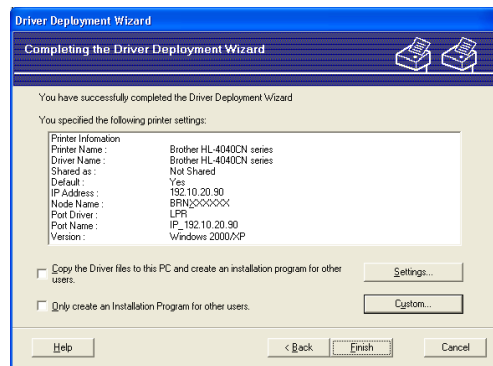 Driver Deployment Wizard
Completing the Driver Deployment Wizard
You have successfully completed the Driver Deployment Wizard
You specified the following printer settings:
Printer Infomation
Printer Name : Brother HL-4040CN series
Driver Name : Brother HL-4040CN series
Shared as : Not Shared
Default : Yes
IP Address : 192.10.20.90
Node Name : BRNXXXXXX
Port Driver : LPR
Port Name : IP_192.10.20.90
Version : Windows 2000/XP
Copy the Driver files to this PC and create an installation program for other
users.
Settings...
Only create an Installation Program for other users.
Custom...
Help
< Back
Finish
Cancel